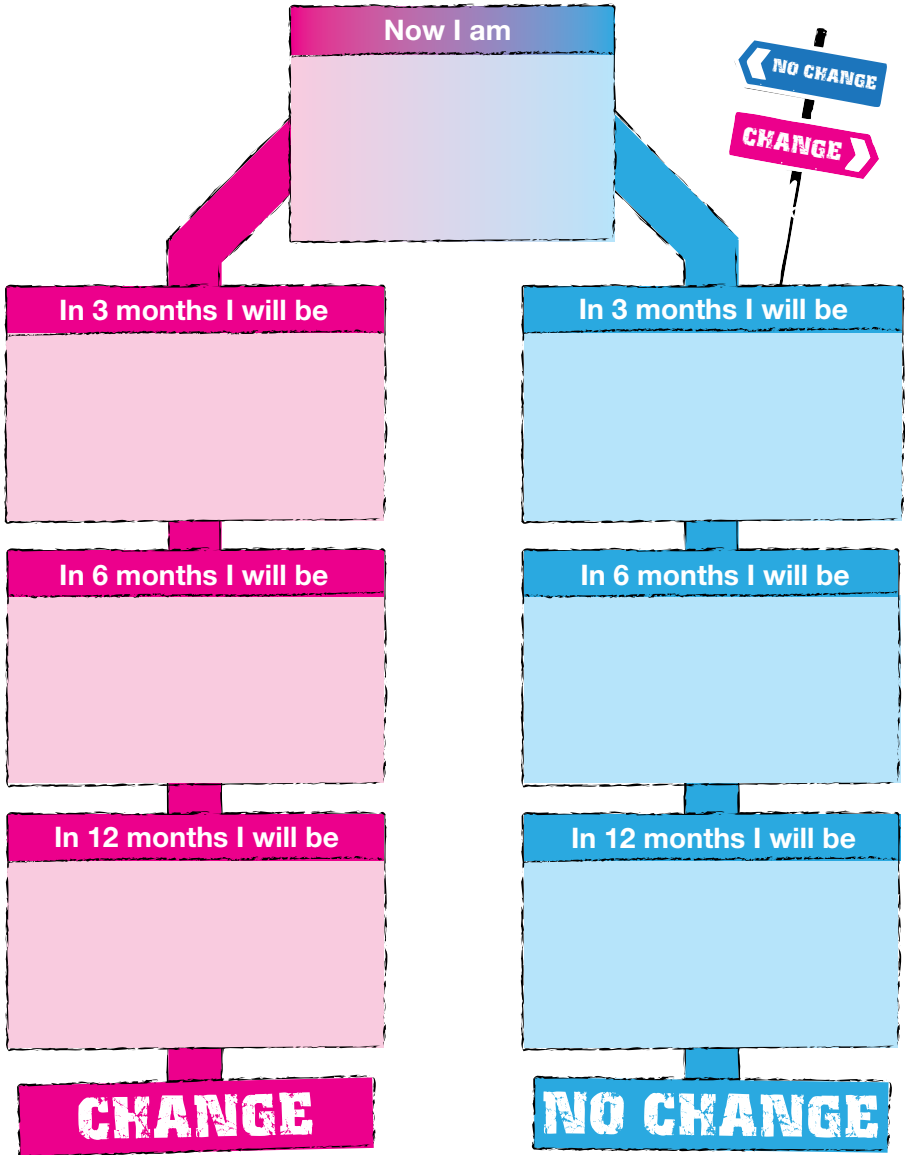 Now I am
NO CHANGE
CHANGE
In 3 months I will be
In 3 months I will be
In 6 months I will be
In 6 months I will be
In 12 months I will be
In 12 months I will be
CHANGE
NO CHANGE